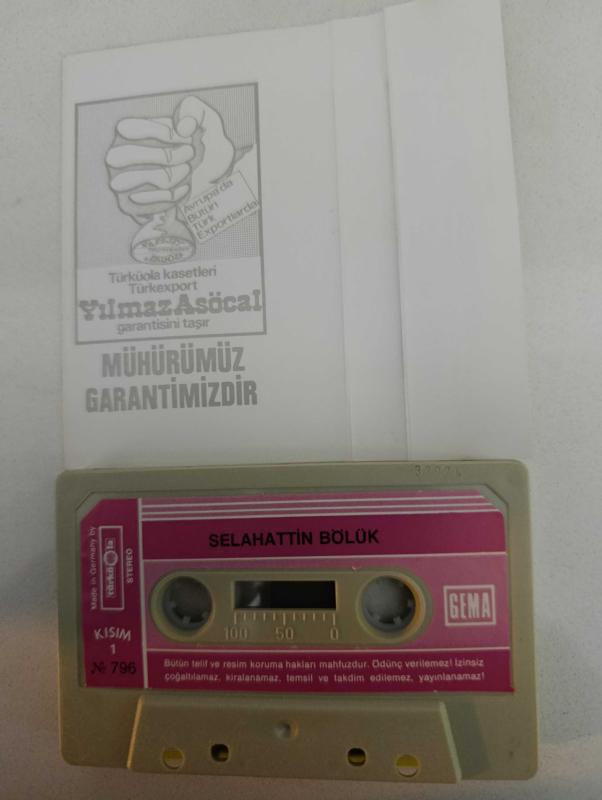 Avrupa'da
Bütün
Türk
Exportlarda
Türküola kasetleri
Türkexport
YılmazAsöcal
garantisini taşır
MÜHÜRÜMÜZ
GARANTİMİZDİR
SELAHATTİN BÖLÜK
Made in Germany by
türküola
STEREO
KISIM
1
№ 796
100 50 0
GEMA
Bütün telif ve resim koruma hakları mahfuzdur. Ödünç verilemez! İzinsiz
çoğaltılamaz, kiralanamaz, temsil ve takdim edilemez, yayınlanamaz!